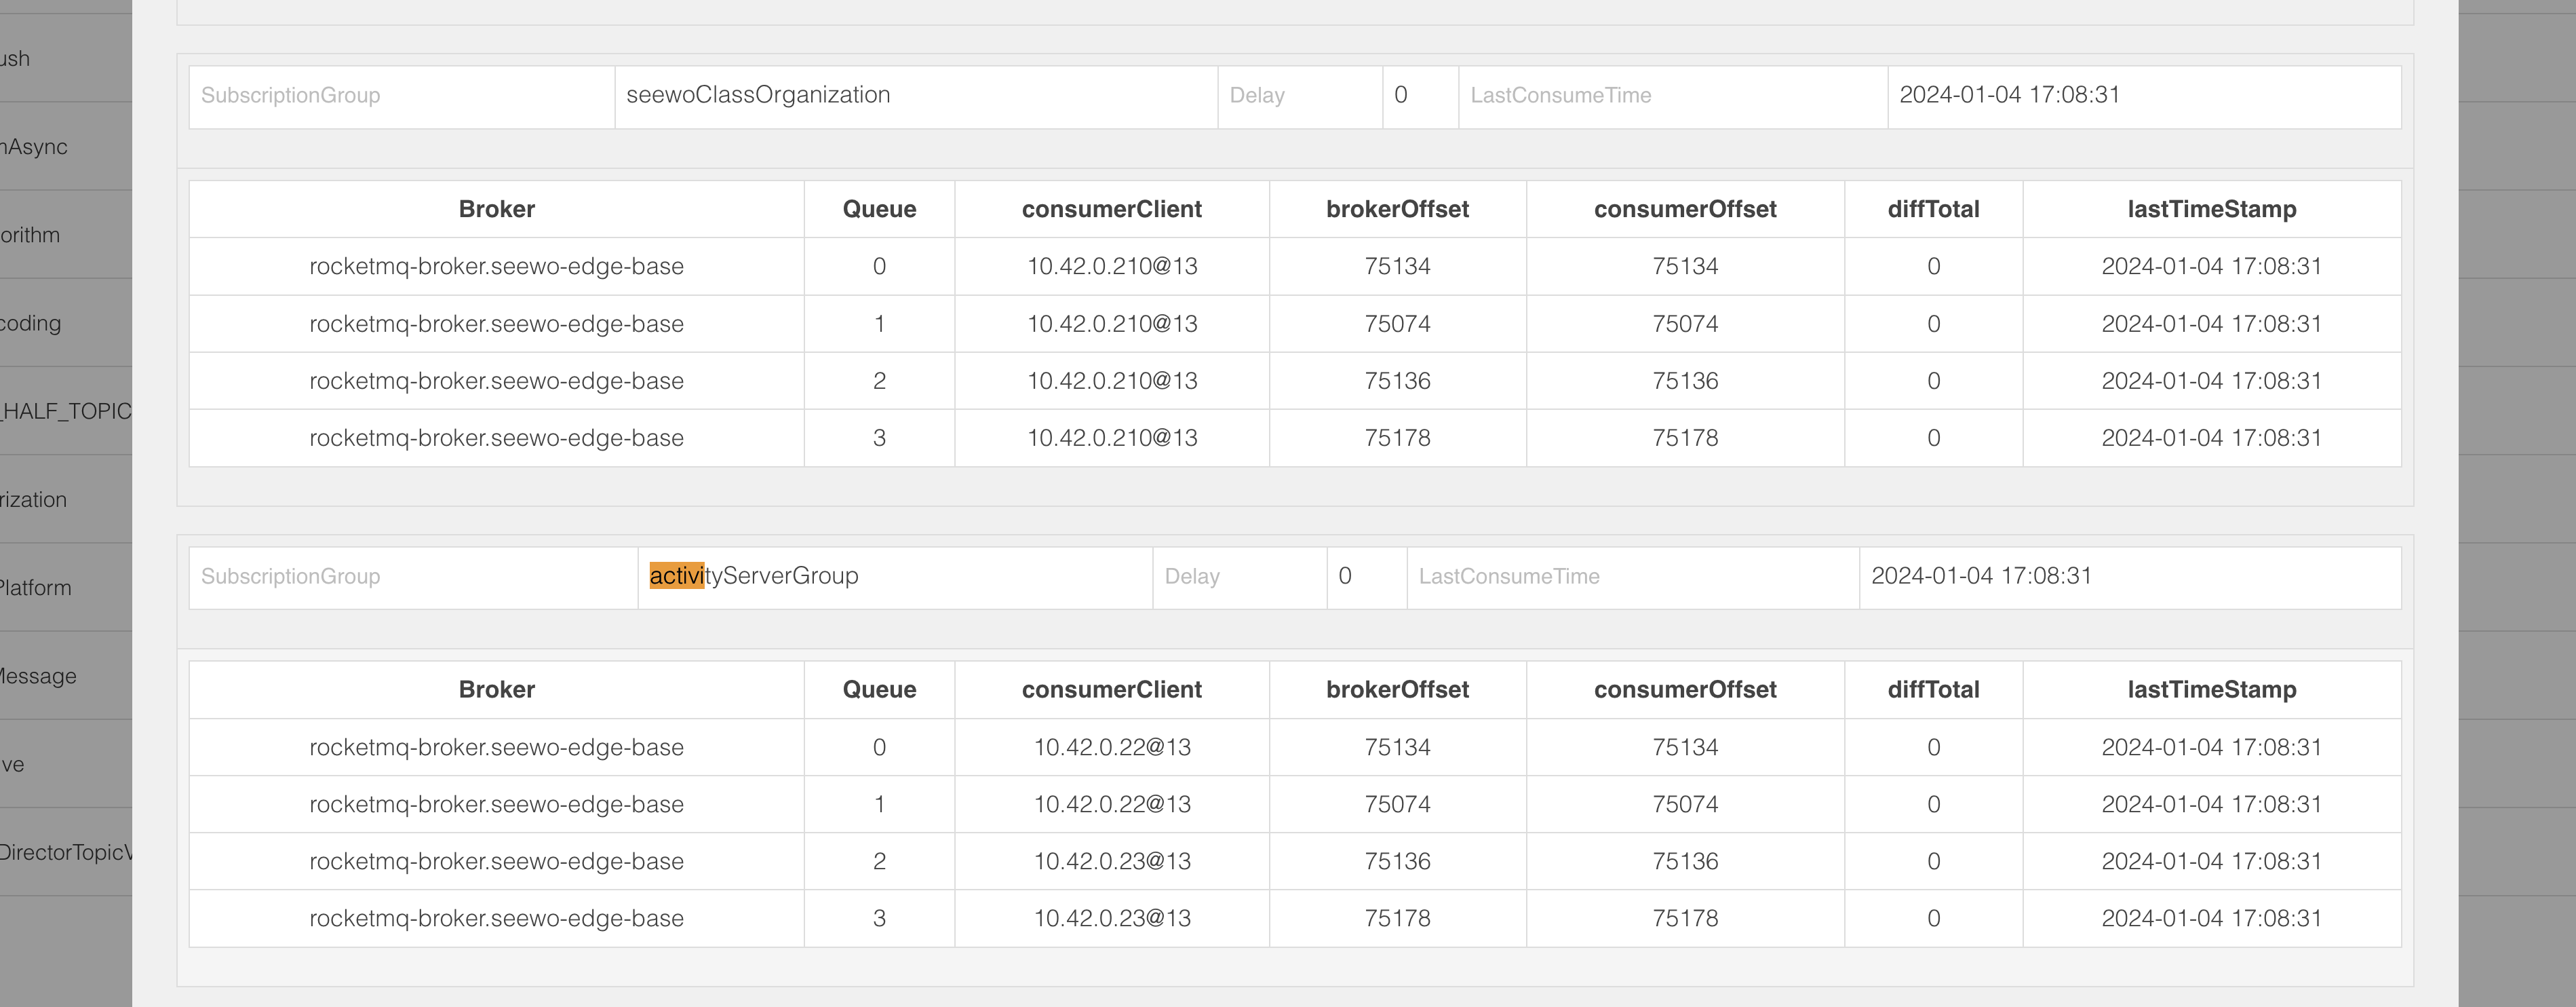 ush
nAsync
orithm
coding
_HALF_TOPIC
rization
Platform
Message
ve
DirectorTopicV
SubscriptionGroup seewoClassOrganization Delay 0 LastConsumeTime 2024-01-04 17:08:31
Broker Queue consumerClient brokerOffset consumerOffset diffTotal lastTimeStamp
rocketmq-broker.seewo-edge-base 0 10.42.0.210@13 75134 75134 0 2024-01-04 17:08:31
rocketmq-broker.seewo-edge-base 1 10.42.0.210@13 75074 75074 0 2024-01-04 17:08:31
rocketmq-broker.seewo-edge-base 2 10.42.0.210@13 75136 75136 0 2024-01-04 17:08:31
rocketmq-broker.seewo-edge-base 3 10.42.0.210@13 75178 75178 0 2024-01-04 17:08:31
SubscriptionGroup activityServerGroup Delay 0 LastConsumeTime 2024-01-04 17:08:31
Broker Queue consumerClient brokerOffset consumerOffset diffTotal lastTimeStamp
rocketmq-broker.seewo-edge-base 0 10.42.0.22@13 75134 75134 0 2024-01-04 17:08:31
rocketmq-broker.seewo-edge-base 1 10.42.0.22@13 75074 75074 0 2024-01-04 17:08:31
rocketmq-broker.seewo-edge-base 2 10.42.0.23@13 75136 75136 0 2024-01-04 17:08:31
rocketmq-broker.seewo-edge-base 3 10.42.0.23@13 75178 75178 0 2024-01-04 17:08:31